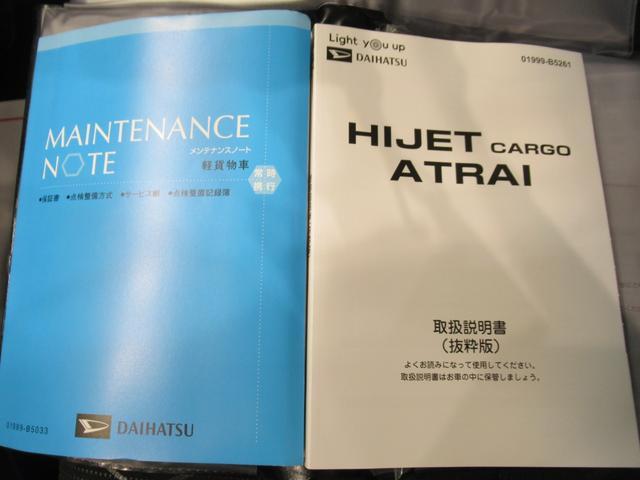 MAINTENANCE
NOTE
メンテナンスノート
軽貨物車
常時
携行
●保証書 ●点検整備方式 ●サービス網 ●点検整備記録簿
01999-B5033
DAIHATSU
Light you up
DAIHATSU
01999-B5261
HIJET CARGO
ATRAI
取扱説明書
(抜粋版)
よくお読みになって使用してください。
取扱説明書はお車の中に保管しましょう。